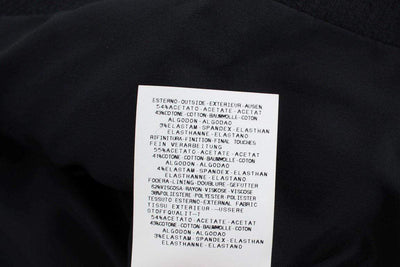 ESTERNO-OUTSIDE-EXTERIEUR-AUSEN
54%ACETATO-ACETATE-ACETAT
43%COTONE-COTTON-BAUMWOLLE-COTON
ALGODON-ALGODAO
3%ELASTAM-SPANDEX-ELASTHAN
ELASTHANNE-ELASTANO
RIFINITURA-FINITION-FINAL TOUCHES
FEIN VERARBEITUNG
55%ACETATO-ACETATE-ACETAT
41%COTONE-COTTON-BAUMWOLLE-COTON
ALGODON-ALGODAO
4%ELASTAM-SPANDEX-ELASTHAN
ELASTHANNE-ELASTANO
FODERA-LINING-DOUBLURE-GEFUTTER
62%VISCOSA-RAYON-VISKOSE-VISCOSE
38%POLIESTERE-POLYESTER-POLIESTER
TESSUTO ESTERNO-EXTERNAL FABRIC
TISSU EXTERIEUR -USSERE
STOFFQUALIT-T
54%ACETATO-ACETATE-ACETAT
43%COTONE-COTTON-BAUMWOLLE-COTON
ALGODON-ALGODAO
3%ELASTAM-SPANDEX-ELASTHAN
ELASTHANNE-ELASTANO